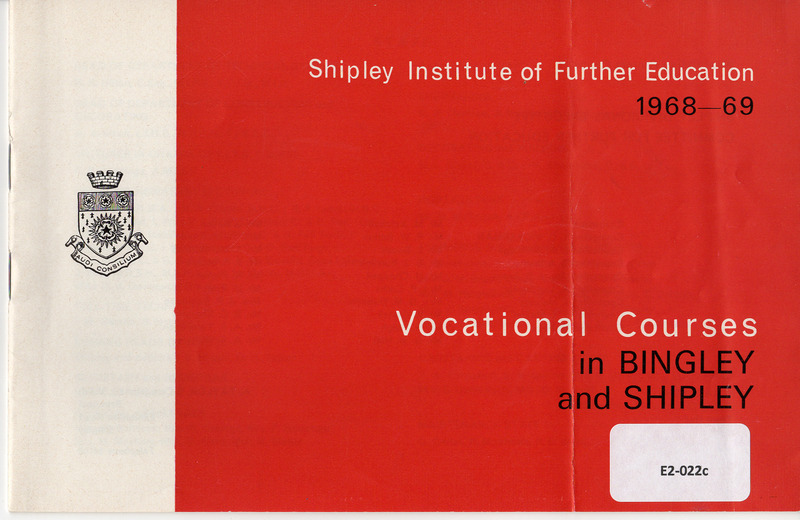 Shipley Institute of Further Education
1968—69
AUDI CONSILIUM
Vocational Courses
in BINGLEY
and SHIPLEY
E2-022c